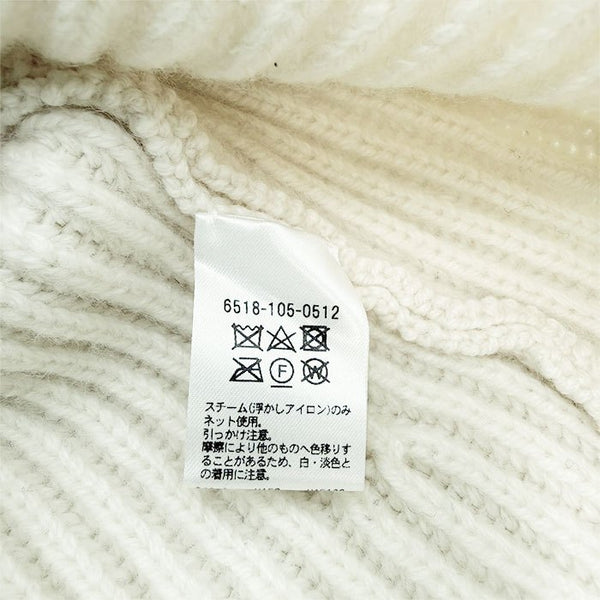 6518-105-0512
F W
スチーム(浮かしアイロン)のみ
ネット使用。
引っかけ注意。
摩擦により他のものへ色移りす
ることがあるため、白・淡色と
の着用に注意。